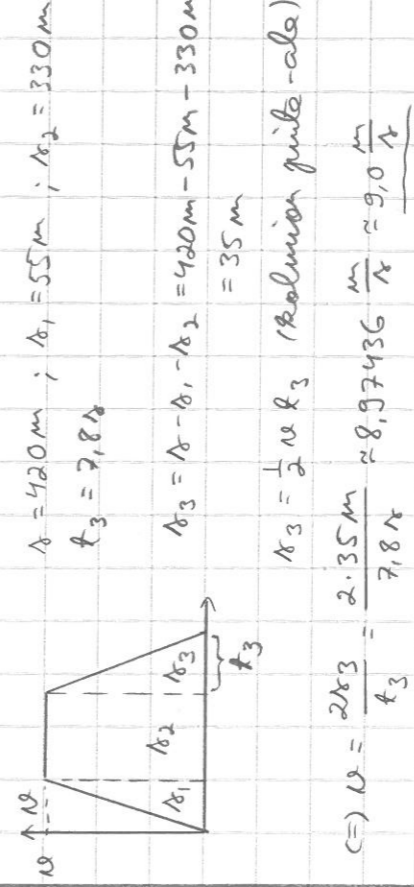 s = 420 m ; s₁ = 55 m ; s₂ = 330 m
t₃ = 7,8 s
v
v
s₁
s₂
s₃
t₃
s₃ = s - s₁ - s₂ = 420 m - 55 m - 330 m
= 35 m
s₃ = ½ v t₃ (kolmion pinta-ala)
(=) v = 2s₃/t₃ = 2·35 m/7,8 s ≈ 8,97436 m/s ≈ 9,0 m/s